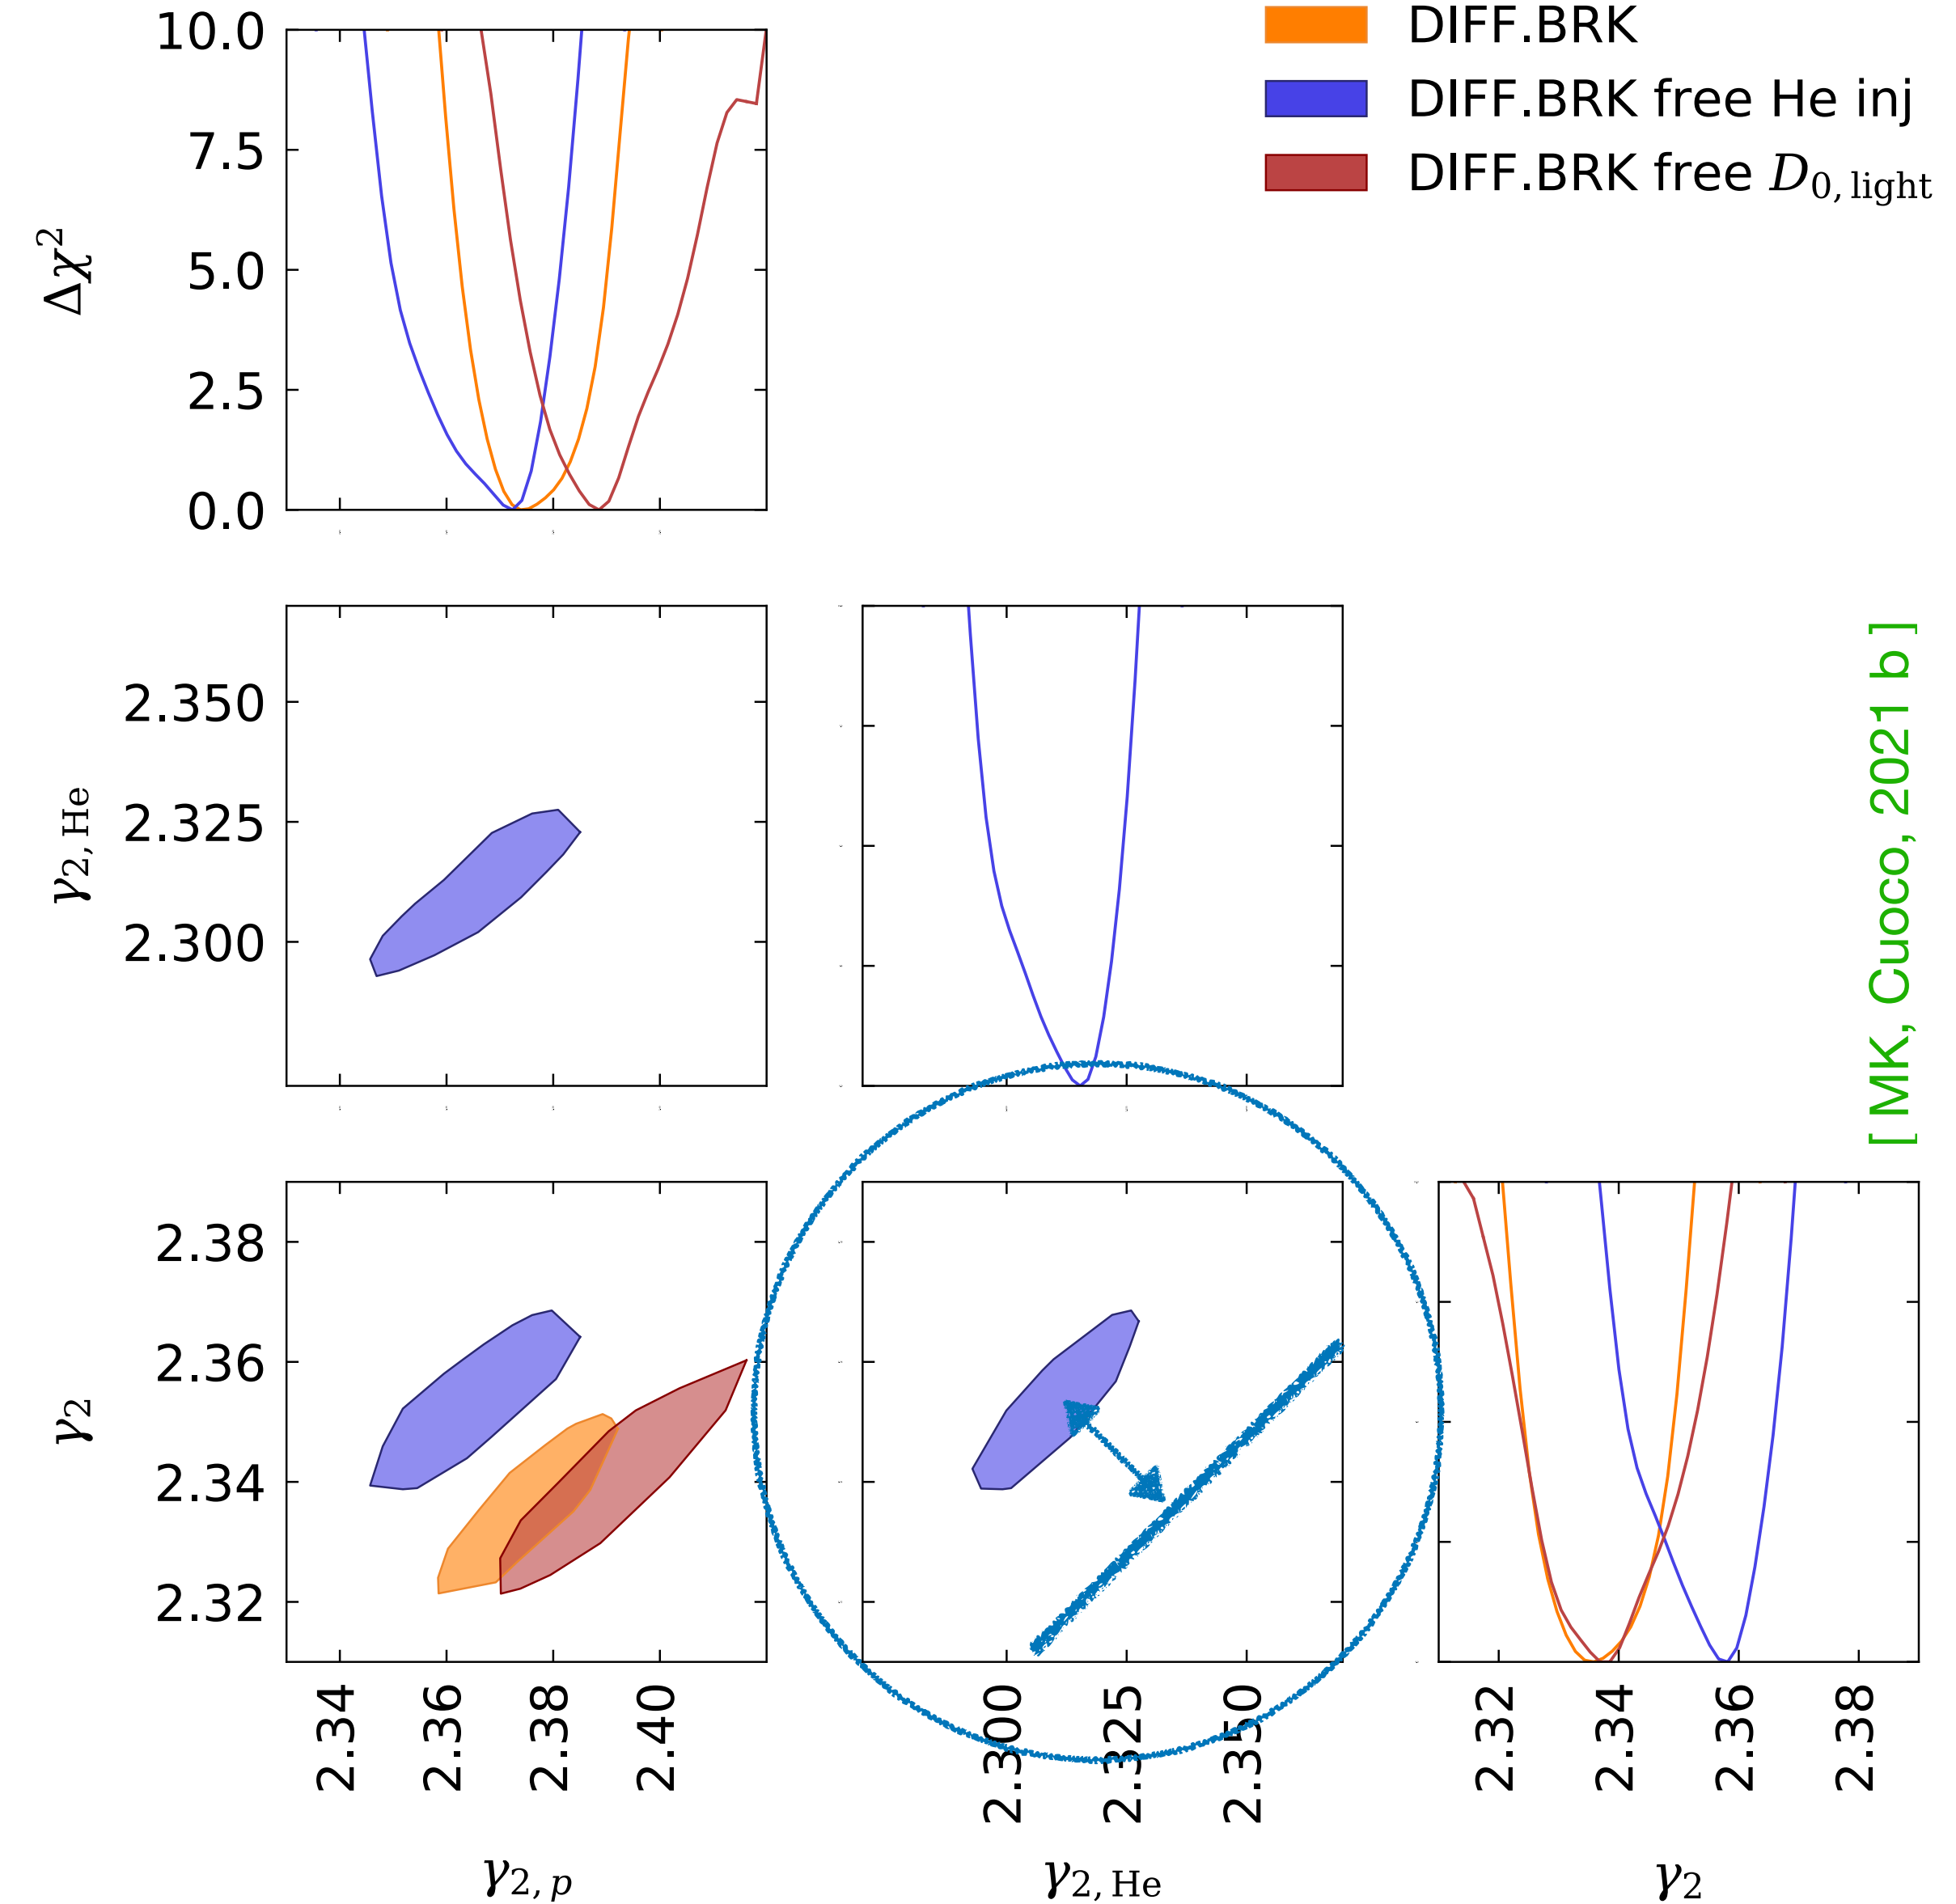 DIFF.BRK
DIFF.BRK free He inj
DIFF.BRK free D0, light
10.0
7.5
5.0
2.5
0.0
Δχ²
2.350
2.325
2.300
γ2, He
[ MK, Cuoco, 2021 b ]
2.38
2.36
2.34
2.32
γ2
2.34 2.36 2.38 2.40
2.300 2.325 2.350
2.32 2.34 2.36 2.38
γ2, p
γ2, He
γ2